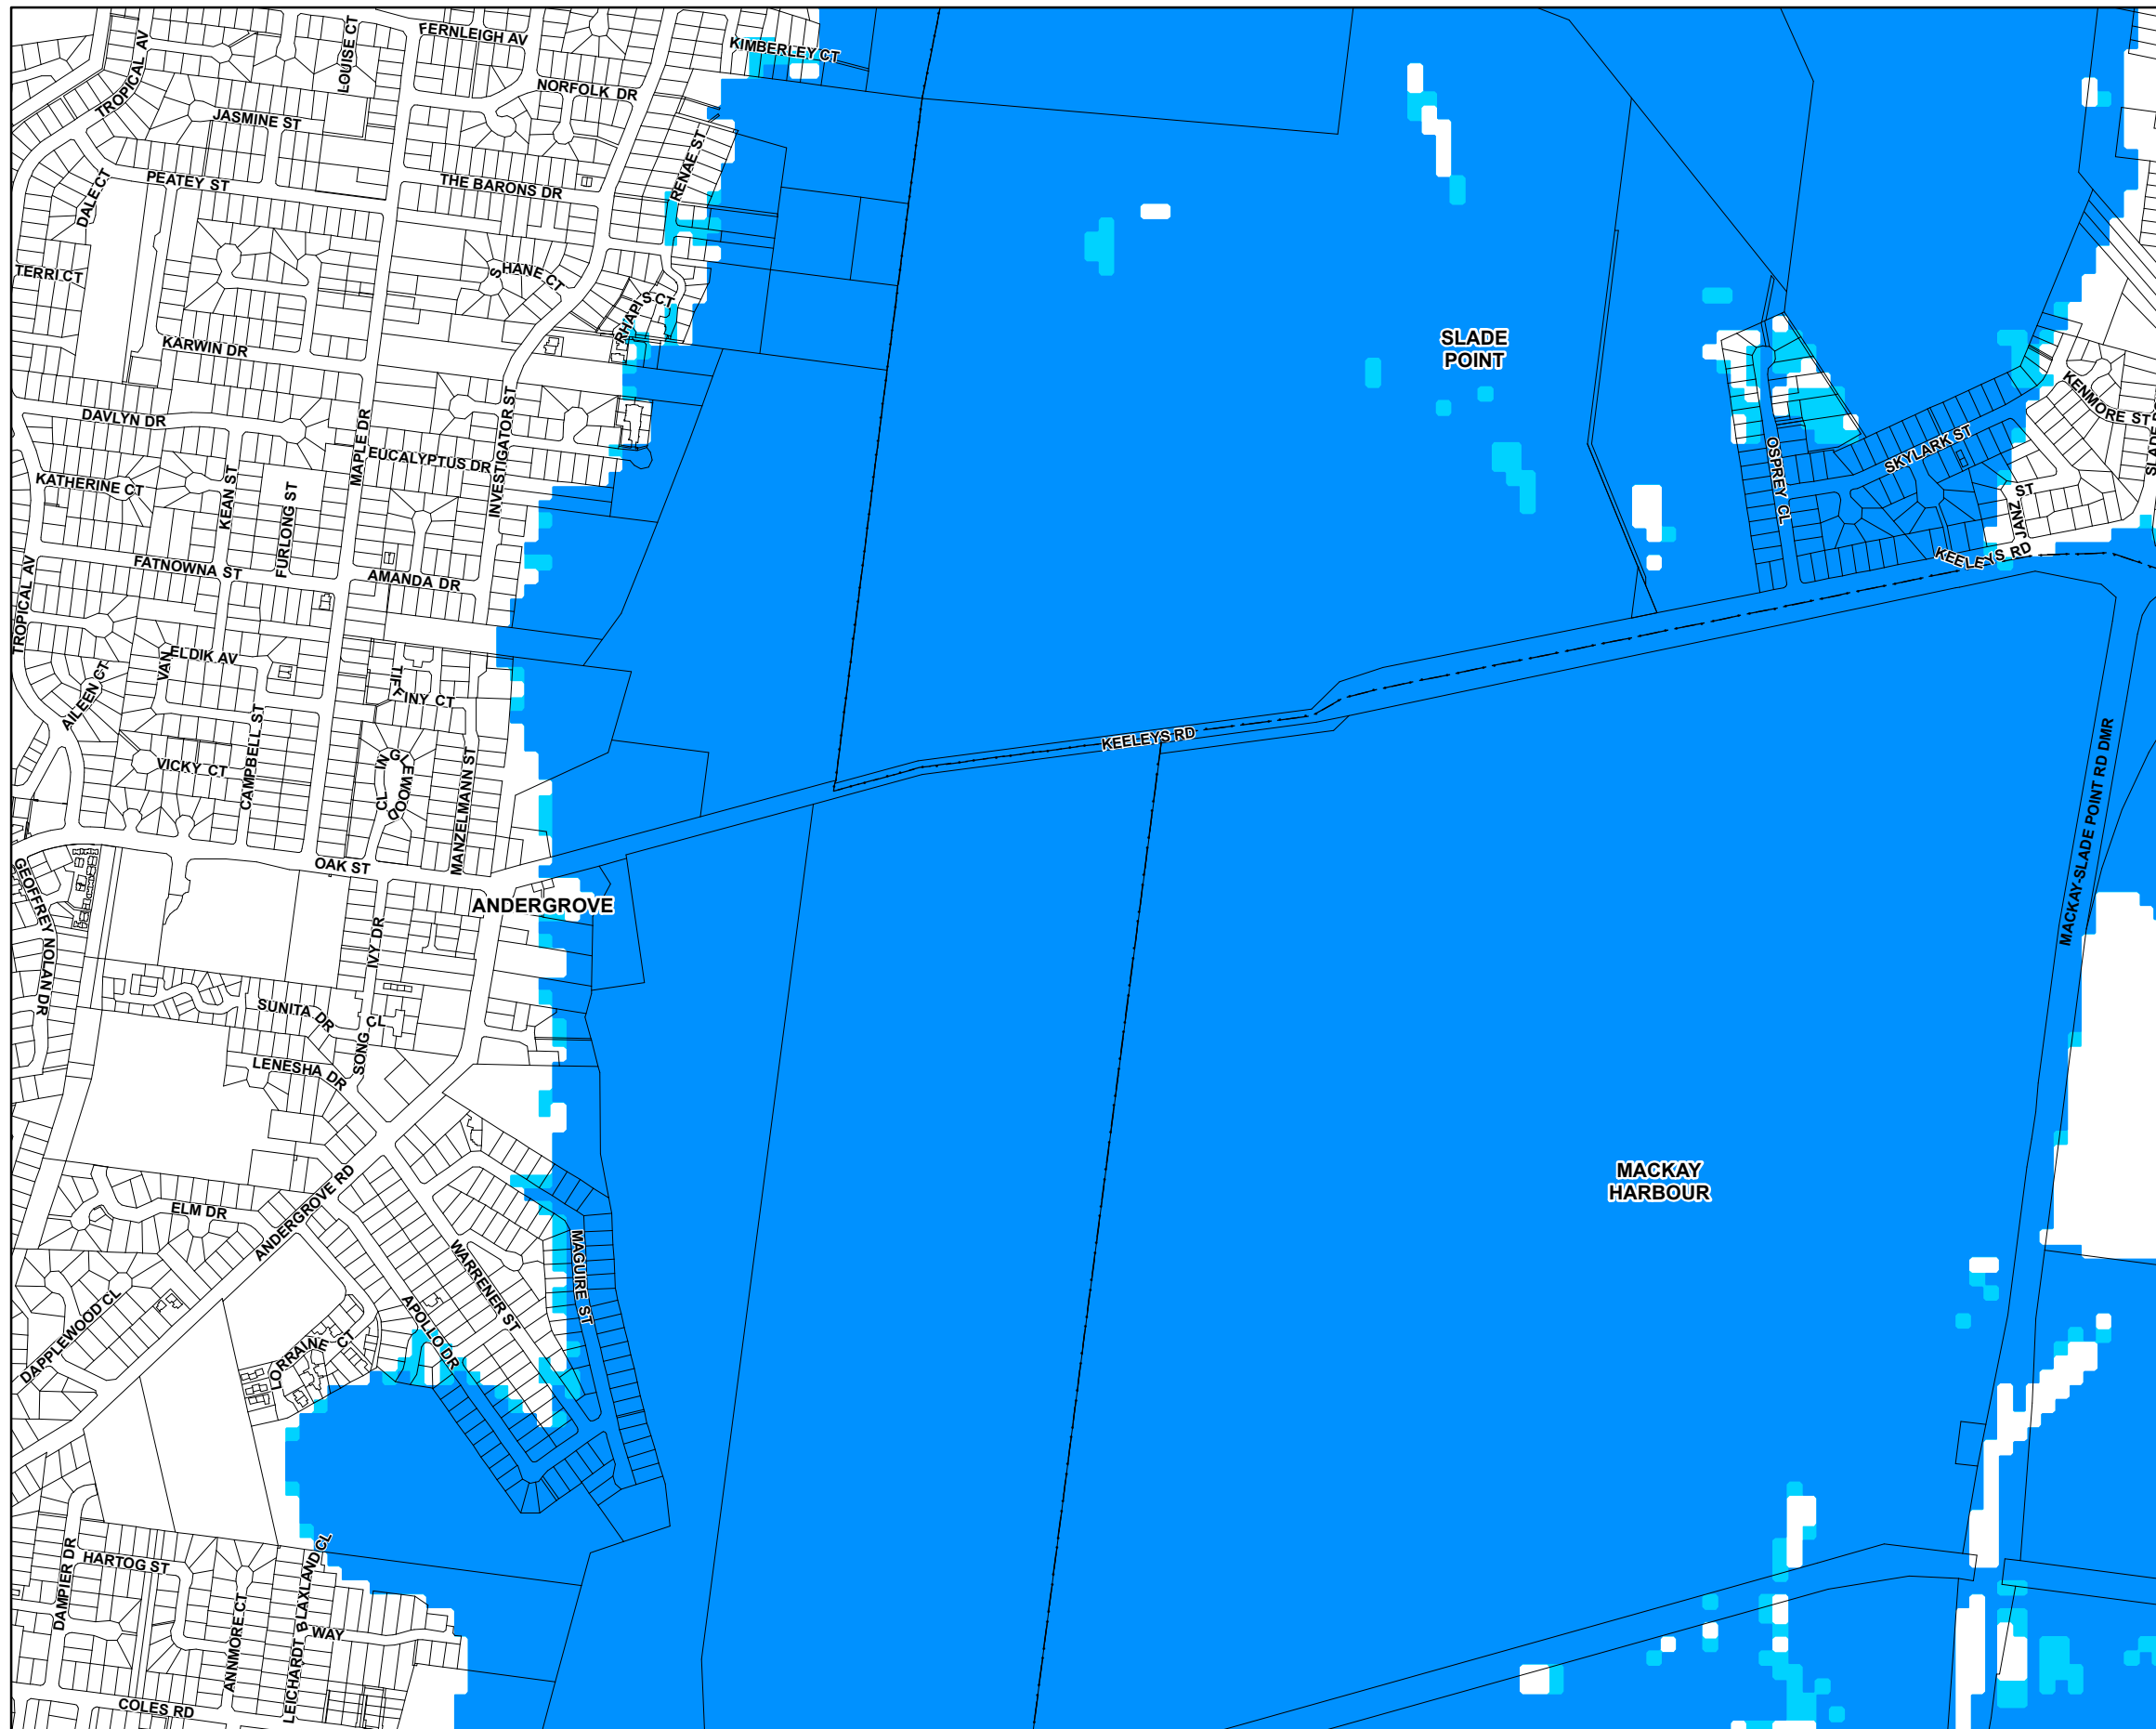 FERNLEIGH AV
KIMBERLEY CT
LOUISE CT
TROPICAL AV
NORFOLK DR
JASMINE ST
RENAE ST
PEATEY ST
THE BARONS DR
DALE CT
TERRI CT
SHANE CT
RHAPIS CT
SLADE
POINT
KARWIN DR
KENMORE ST
DAVLYN DR
MAPLE DR
INVESTIGATOR ST
EUCALYPTUS DR
SKYLARK ST
OSPREY CL
SLADE
KATHERINE CT
KEAN ST
FURLONG ST
JANZ ST
KEELEYS RD
FATNOWNA ST
AMANDA DR
TROPICAL AV
VAN ELDIK AV
AILEEN CT
TIFFINY CT
KEELEYS RD
CAMPBELL ST
VICKY CT
INGLEWOOD CL
MANZELMANN ST
MACKAY-SLADE POINT RD DMR
OAK ST
GEOFFREY NOLAN DR
ANDERGROVE
IVY DR
SUNITA DR
SONG CL
LENESHA DR
MACKAY
HARBOUR
ELM DR
ANDERGROVE RD
WARRENER ST
MAGUIRE ST
DAPPLEWOOD CL
APOLLO DR
LORRAINE CT
HARTOG ST
DAMPIER DR
BLAXLAND CL
ANNMORE CT
LEICHARDT WAY
COLES RD